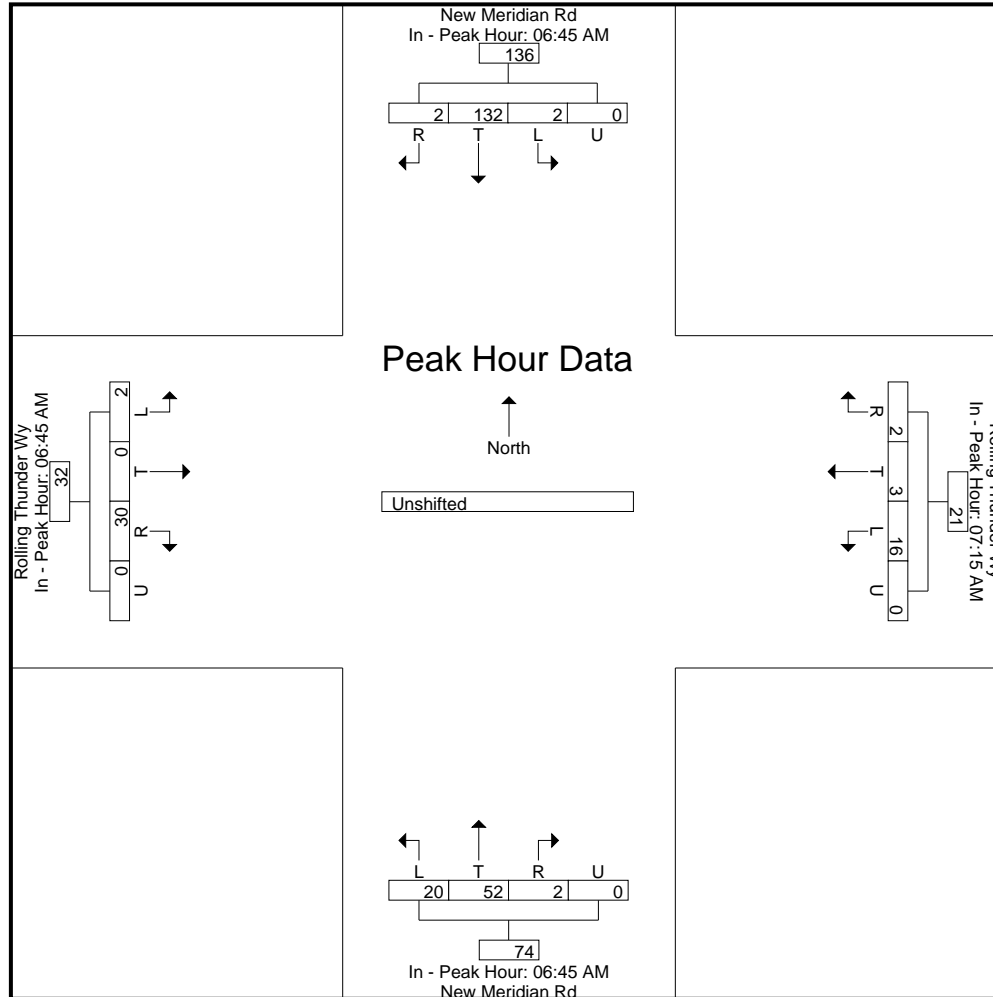 New Meridian Rd
In - Peak Hour: 06:45 AM
136
2 132 2 0
R T L U
Peak Hour Data
North
Unshifted
Rolling Thunder Wy
In - Peak Hour: 06:45 AM
32
2 0 30 0
L T R U
Rolling Thunder Wy
In - Peak Hour: 07:15 AM
21
2 3 16 0
R T L U
L T R U
20 52 2 0
74
In - Peak Hour: 06:45 AM
New Meridian Rd